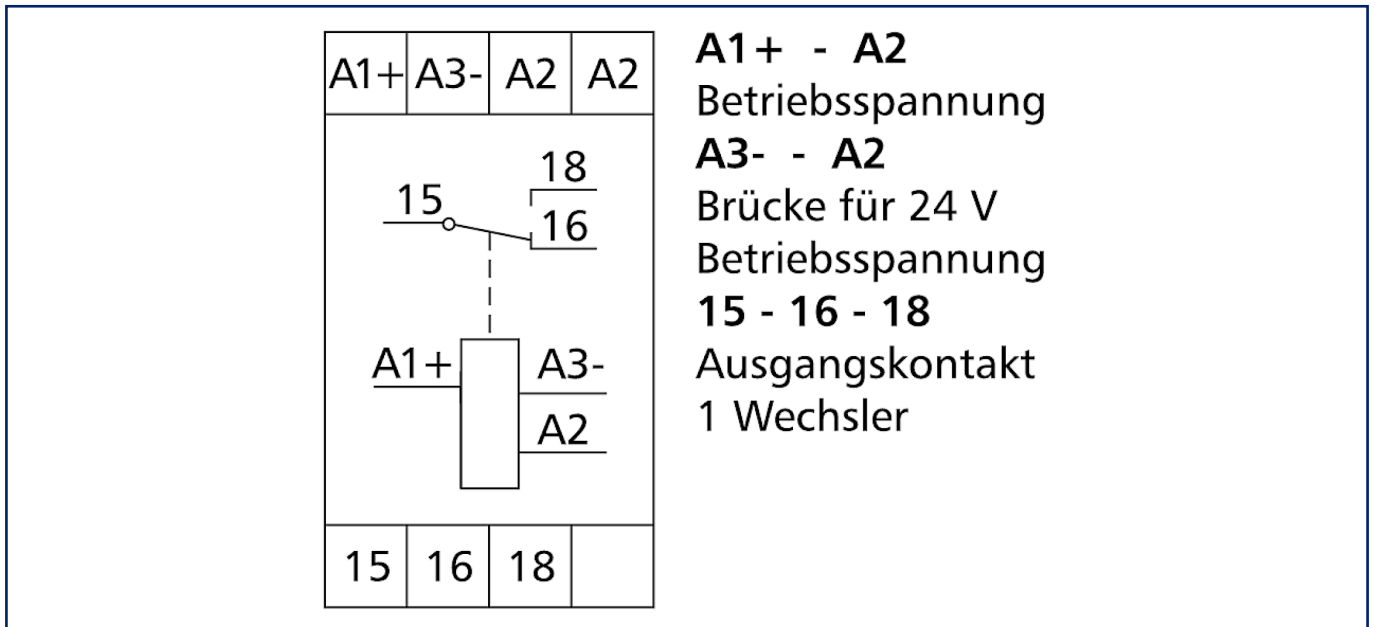 A1+ A3- A2 A2
18
15
16
A1+ A3-
A2
15 16 18
A1+ - A2
Betriebsspannung
A3- - A2
Brücke für 24 V
Betriebsspannung
15 - 16 - 18
Ausgangskontakt
1 Wechsler